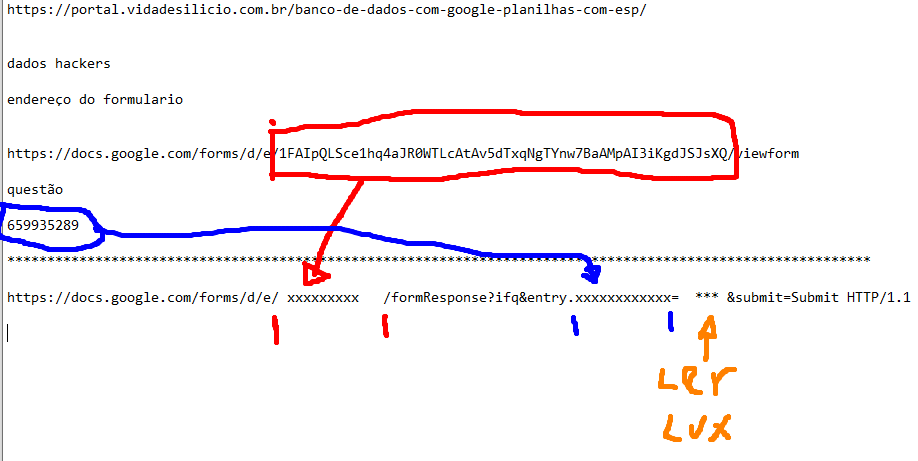 https://portal.vidadesilicio.com.br/banco-de-dados-com-google-planilhas-com-esp/
dados hackers
endereço do formulario
https://docs.google.com/forms/d/e/1FAIpQLSce1hq4aJR0WTLcAtAv5dTxqNgTYnw7BaAMpAI3iKgdJSJsXQ/viewform
questão
659935289
************************************************************************************************************
https://docs.google.com/forms/d/e/ xxxxxxxxx /formResponse?ifq&entry.xxxxxxxxxxxx= *** &submit=Submit HTTP/1.1
Ler
Lux